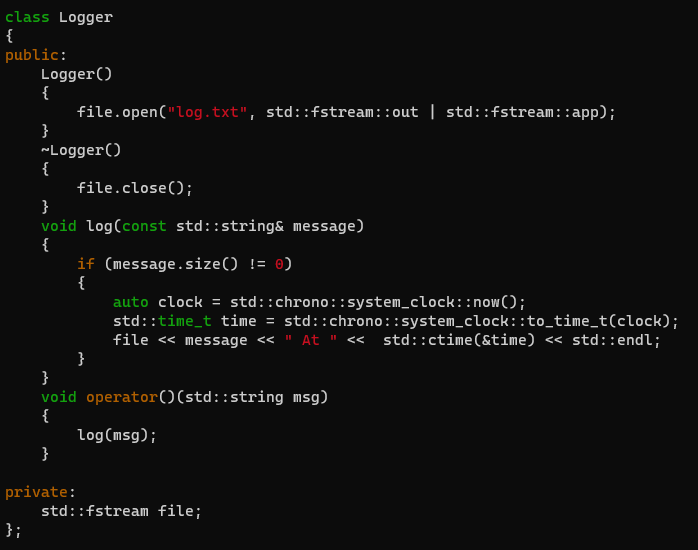 class Logger
{
public:
    Logger()
    {
        file.open("log.txt", std::fstream::out | std::fstream::app);
    }
    ~Logger()
    {
        file.close();
    }
    void log(const std::string& message)
    {
        if (message.size() != 0)
        {
            auto clock = std::chrono::system_clock::now();
            std::time_t time = std::chrono::system_clock::to_time_t(clock);
            file << message << " At " <<  std::ctime(&time) << std::endl;
        }
    }
    void operator()(std::string msg)
    {
        log(msg);
    }

private:
    std::fstream file;
};